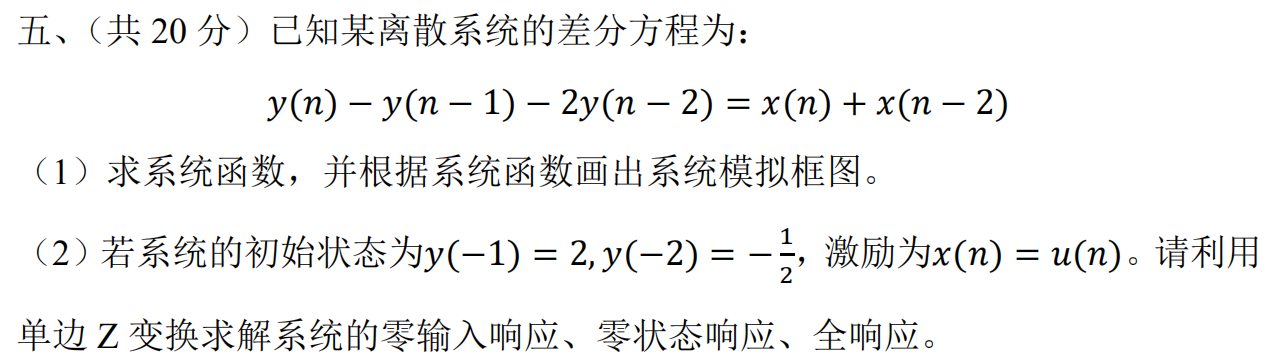 五、（共 20 分）已知某离散系统的差分方程为：
y(n) − y(n − 1) − 2y(n − 2) = x(n) + x(n − 2)
（1）求系统函数，并根据系统函数画出系统模拟框图。
（2）若系统的初始状态为y(−1) = 2, y(−2) = −1/2，激励为x(n) = u(n)。请利用
单边 Z 变换求解系统的零输入响应、零状态响应、全响应。